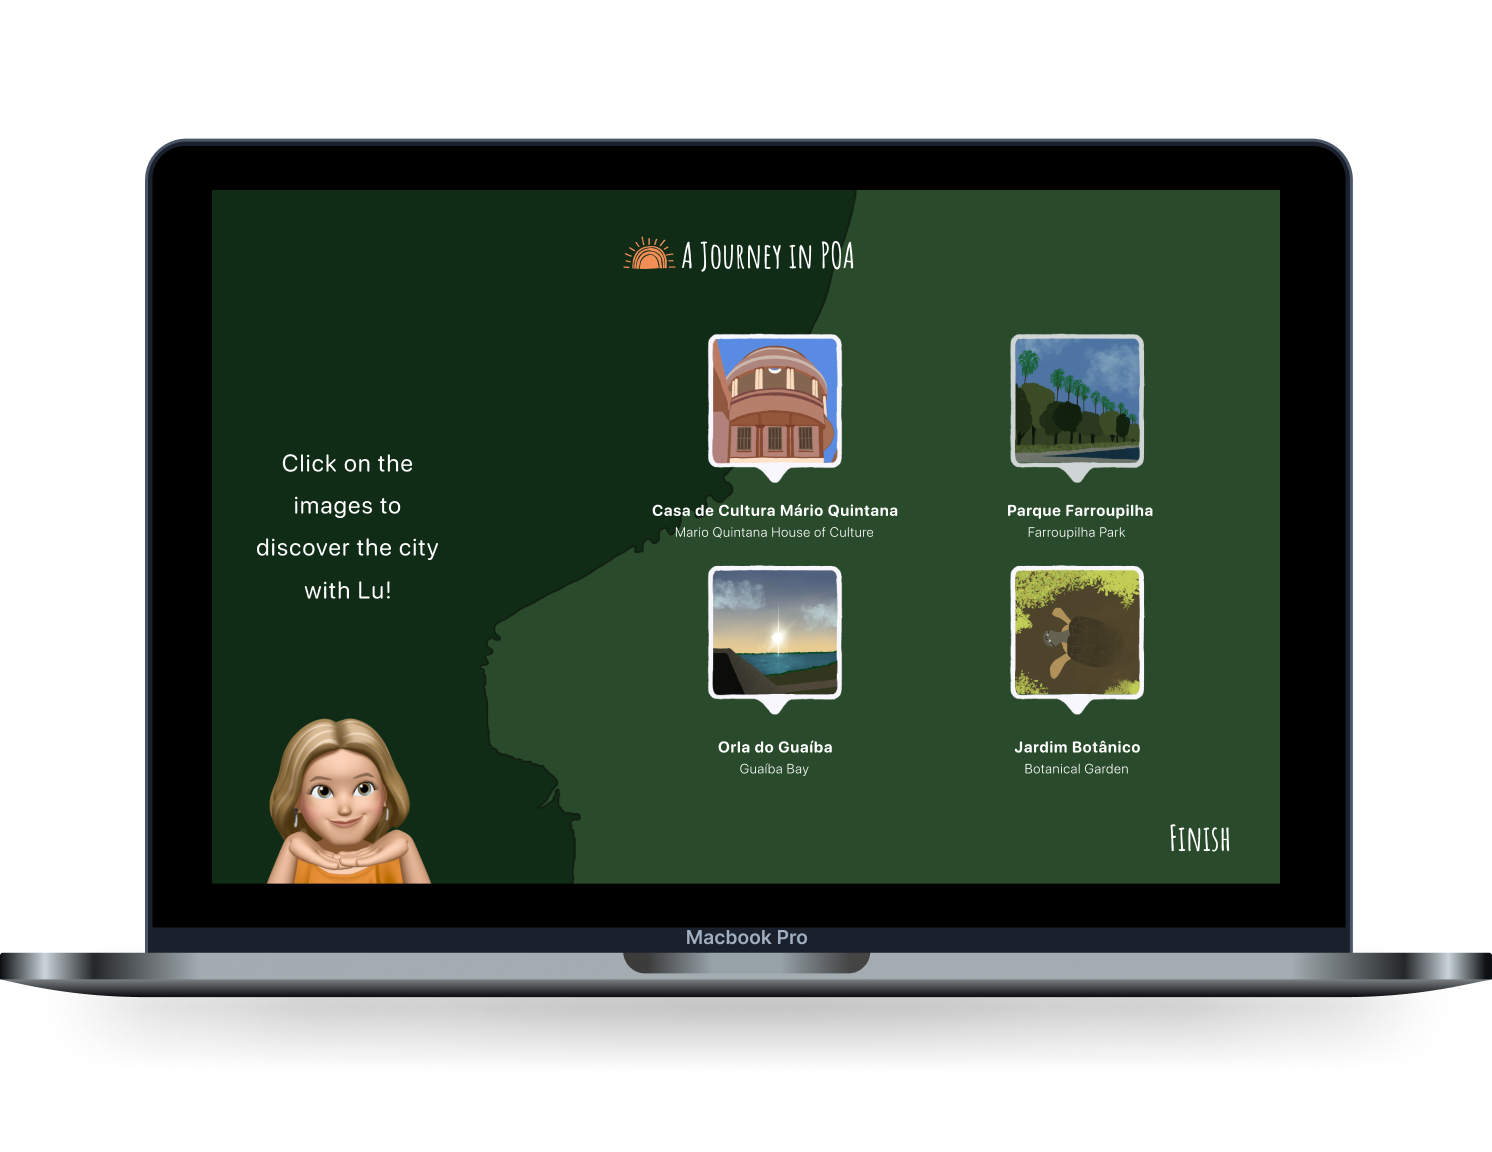 A Journey in POA
Click on the
images to
discover the city
with Lu!
Casa de Cultura Mário Quintana
Mario Quintana House of Culture
Parque Farroupilha
Farroupilha Park
Orla do Guaíba
Guaíba Bay
Jardim Botânico
Botanical Garden
Finish
Macbook Pro